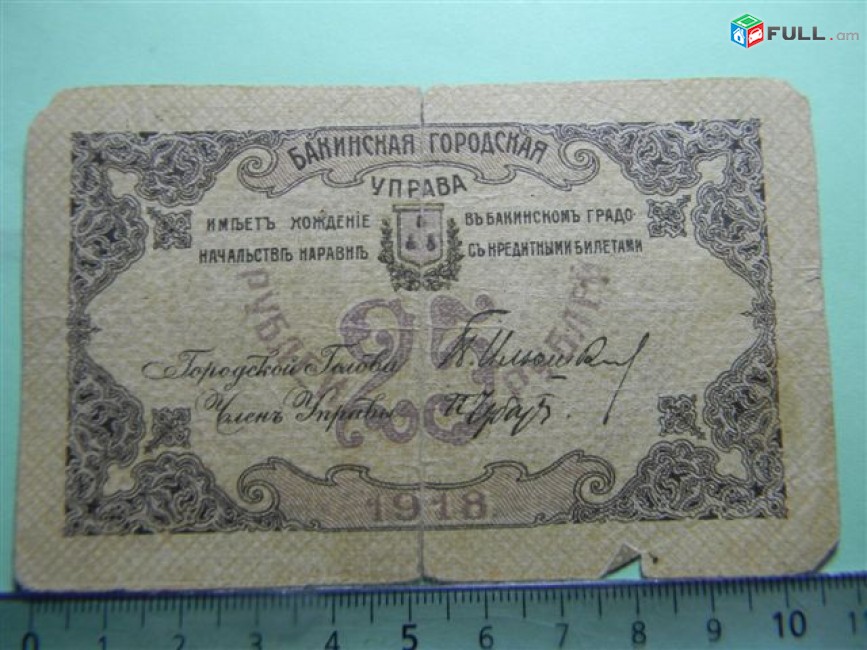 FULL.am
БАКИНСКАЯ ГОРОДСКАЯ
УПРАВА
ИМѢЕТЪ ХОЖДЕНІЕ ВЪ БАКИНСКОМЪ ГРАДО-
НАЧАЛЬСТВѢ НАРАВНѢ СЪ КРЕДИТНЫМИ БИЛЕТАМИ
РУБЛЕЙ 25 РУБЛЕЙ
Городской Голова
Членъ Управы
1918
0 1 2 3 4 5 6 7 8 9 10 11